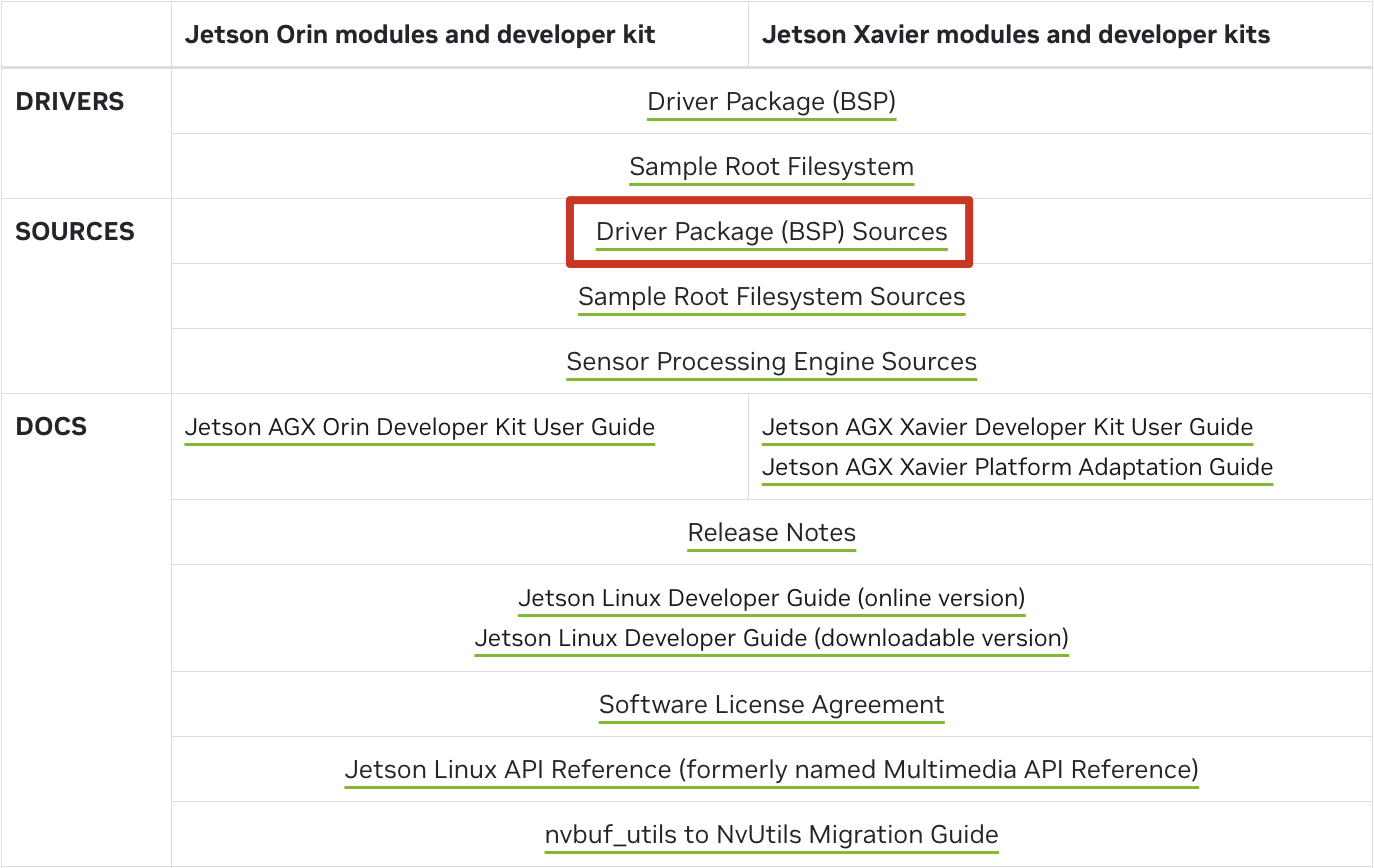 Jetson Orin modules and developer kit
Jetson Xavier modules and developer kits
DRIVERS
Driver Package (BSP)
Sample Root Filesystem
SOURCES
Driver Package (BSP) Sources
Sample Root Filesystem Sources
Sensor Processing Engine Sources
DOCS
Jetson AGX Orin Developer Kit User Guide
Jetson AGX Xavier Developer Kit User Guide
Jetson AGX Xavier Platform Adaptation Guide
Release Notes
Jetson Linux Developer Guide (online version)
Jetson Linux Developer Guide (downloadable version)
Software License Agreement
Jetson Linux API Reference (formerly named Multimedia API Reference)
nvbuf_utils to NvUtils Migration Guide